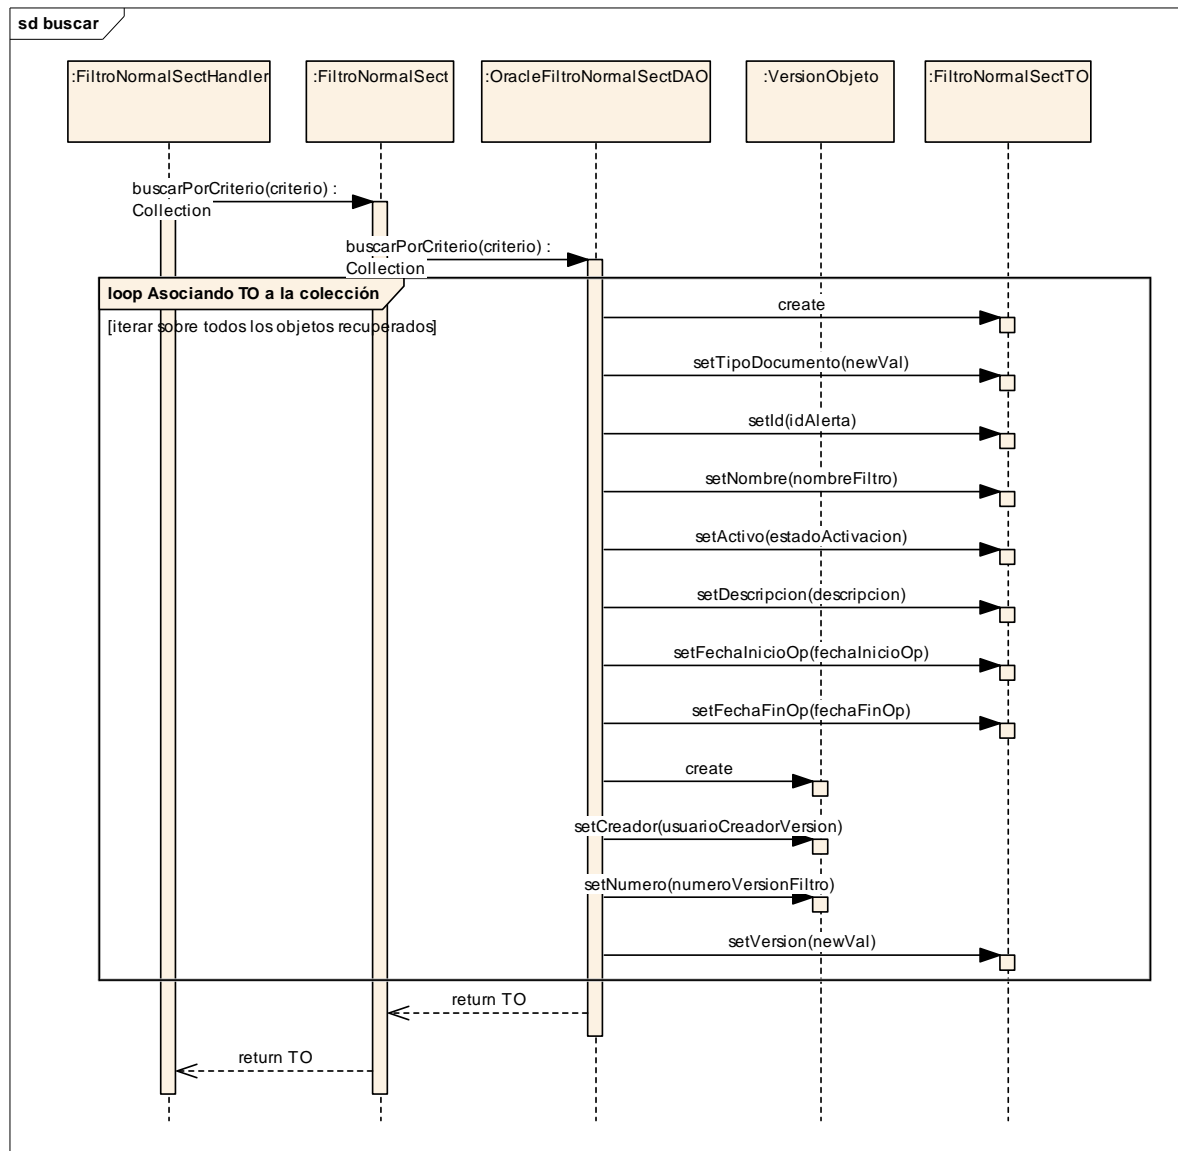 sd buscar
:FiltroNormalSectHandler
:FiltroNormalSect
:OracleFiltroNormalSectDAO
:VersionObjeto
:FiltroNormalSectTO
buscarPorCriterio(criterio) :
Collection
buscarPorCriterio(criterio) :
Collection
loop Asociando TO a la colección
[iterar sobre todos los objetos recuperados]
create
setTipoDocumento(newVal)
setId(idAlerta)
setNombre(nombreFiltro)
setActivo(estadoActivacion)
setDescripcion(descripcion)
setFechaInicioOp(fechaInicioOp)
setFechaFinOp(fechaFinOp)
create
setCreador(usuarioCreadorVersion)
setNumero(numeroVersionFiltro)
setVersion(newVal)
return TO
return TO